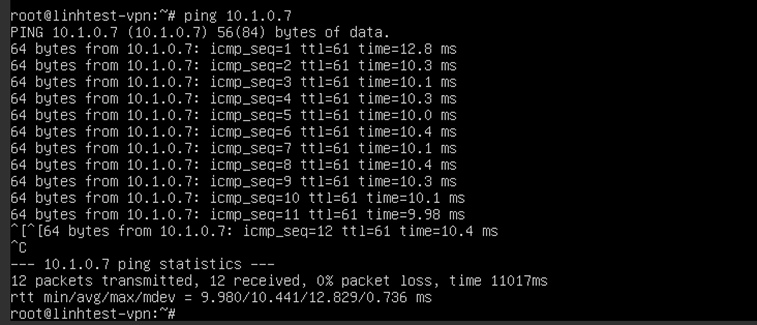 root@linhtest-vpn:~# ping 10.1.0.7
PING 10.1.0.7 (10.1.0.7) 56(84) bytes of data.
64 bytes from 10.1.0.7: icmp_seq=1 ttl=61 time=12.8 ms
64 bytes from 10.1.0.7: icmp_seq=2 ttl=61 time=10.3 ms
64 bytes from 10.1.0.7: icmp_seq=3 ttl=61 time=10.1 ms
64 bytes from 10.1.0.7: icmp_seq=4 ttl=61 time=10.3 ms
64 bytes from 10.1.0.7: icmp_seq=5 ttl=61 time=10.0 ms
64 bytes from 10.1.0.7: icmp_seq=6 ttl=61 time=10.4 ms
64 bytes from 10.1.0.7: icmp_seq=7 ttl=61 time=10.1 ms
64 bytes from 10.1.0.7: icmp_seq=8 ttl=61 time=10.4 ms
64 bytes from 10.1.0.7: icmp_seq=9 ttl=61 time=10.3 ms
64 bytes from 10.1.0.7: icmp_seq=10 ttl=61 time=10.1 ms
64 bytes from 10.1.0.7: icmp_seq=11 ttl=61 time=9.98 ms
^[^[64 bytes from 10.1.0.7: icmp_seq=12 ttl=61 time=10.4 ms
^C
--- 10.1.0.7 ping statistics ---
12 packets transmitted, 12 received, 0% packet loss, time 11017ms
rtt min/avg/max/mdev = 9.980/10.441/12.829/0.736 ms
root@linhtest-vpn:~#